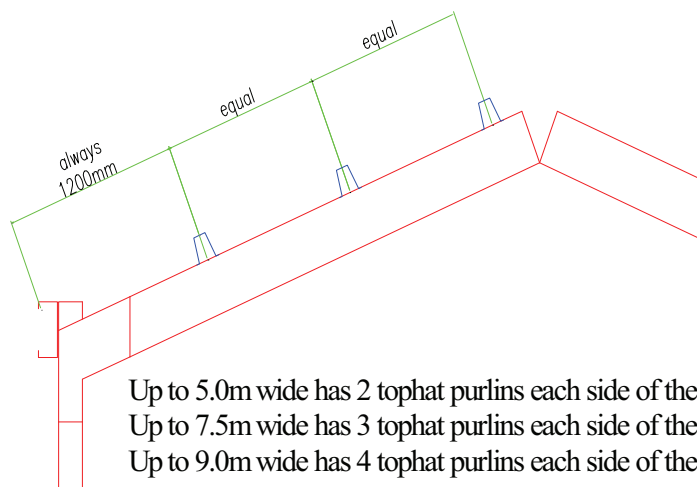 equal
equal
always
1200mm
Up to 5.0m wide has 2 tophat purlins each side of the
Up to 7.5m wide has 3 tophat purlins each side of the
Up to 9.0m wide has 4 tophat purlins each side of the